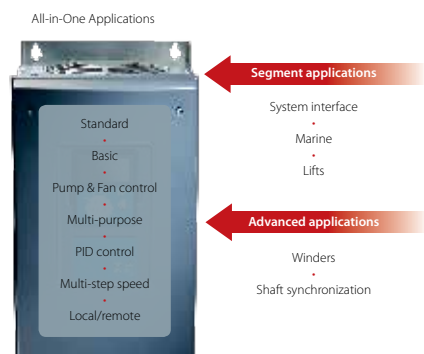 All-in-One Applications
Standard
•
Basic
•
Pump & Fan control
•
Multi-purpose
•
PID control
•
Multi-step speed
•
Local/remote
Segment applications
System interface
•
Marine
•
Lifts
Advanced applications
Winders
•
Shaft synchronization